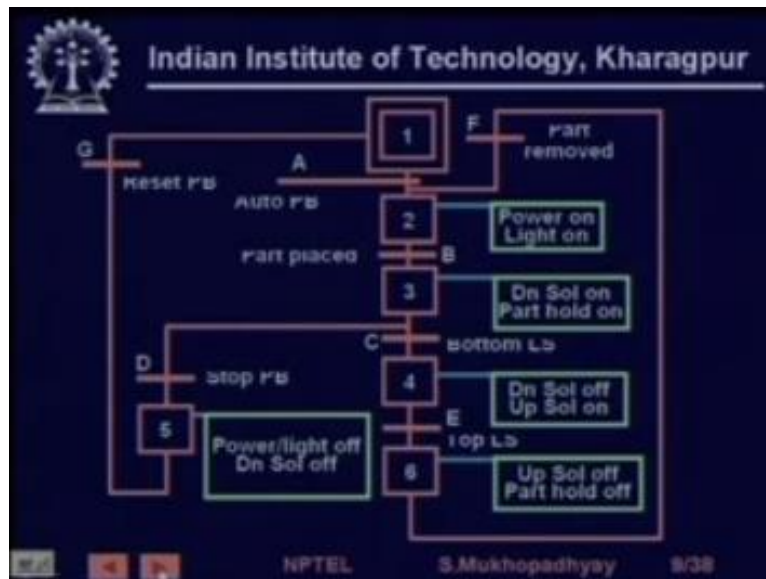 Indian Institute of Technology, Kharagpur
1
F
Part
removed
G
A
Reset PB
Auto PB
2
Power on
Light on
Part placed
B
3
Dn Sol on
Part hold on
C
Bottom LS
D
Stop PB
4
Dn Sol off
Up Sol on
5
E
Top LS
Power/light off
Dn Sol off
6
Up Sol off
Part hold off
NPTEL
S.Mukhopadhyay
9/38